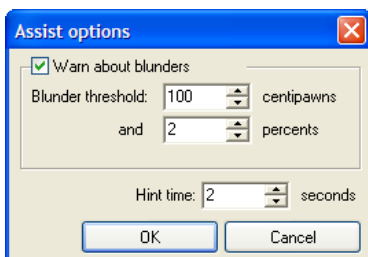 Assist options
Warn about blunders
Blunder threshold: 100 centipawns
and 2 percents
Hint time: 2 seconds
OK Cancel